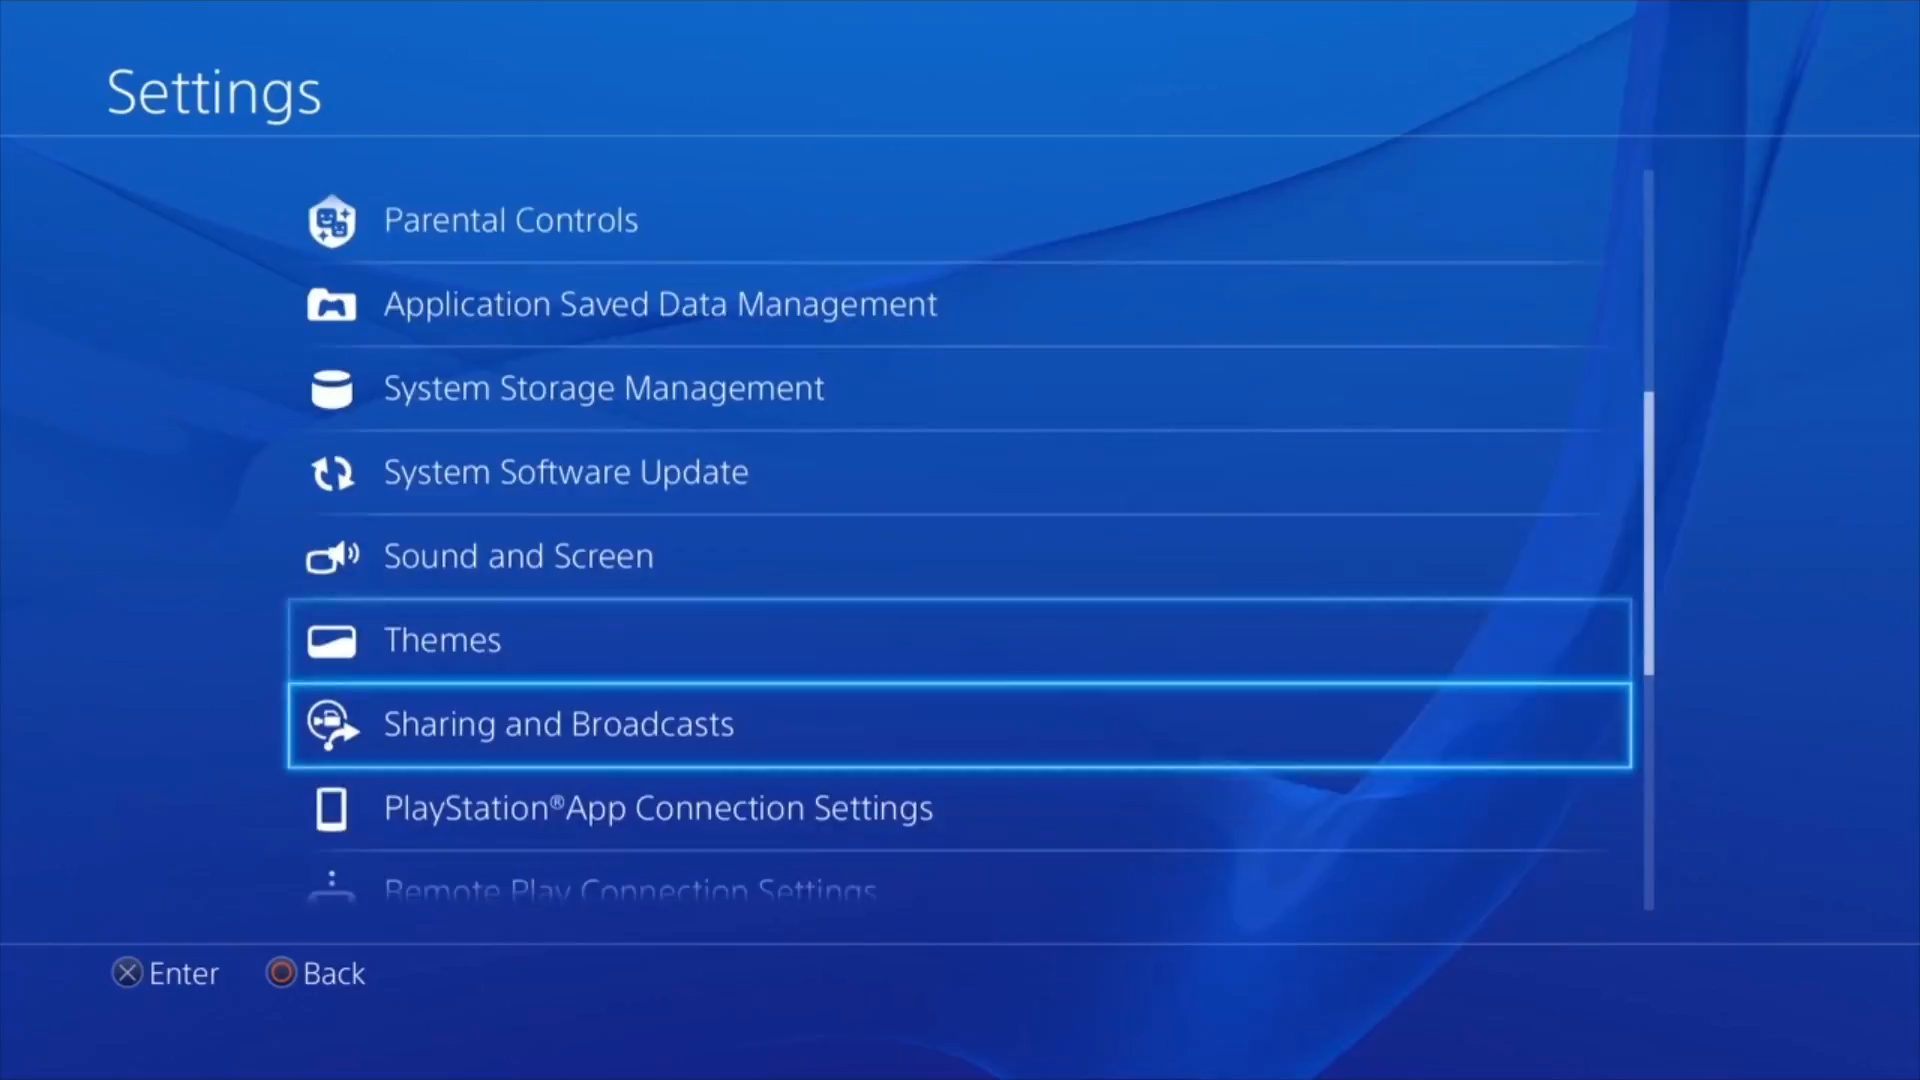 Settings
Parental Controls
Application Saved Data Management
System Storage Management
System Software Update
Sound and Screen
Themes
Sharing and Broadcasts
PlayStation®App Connection Settings
Remote Play Connection Settings
Enter Back